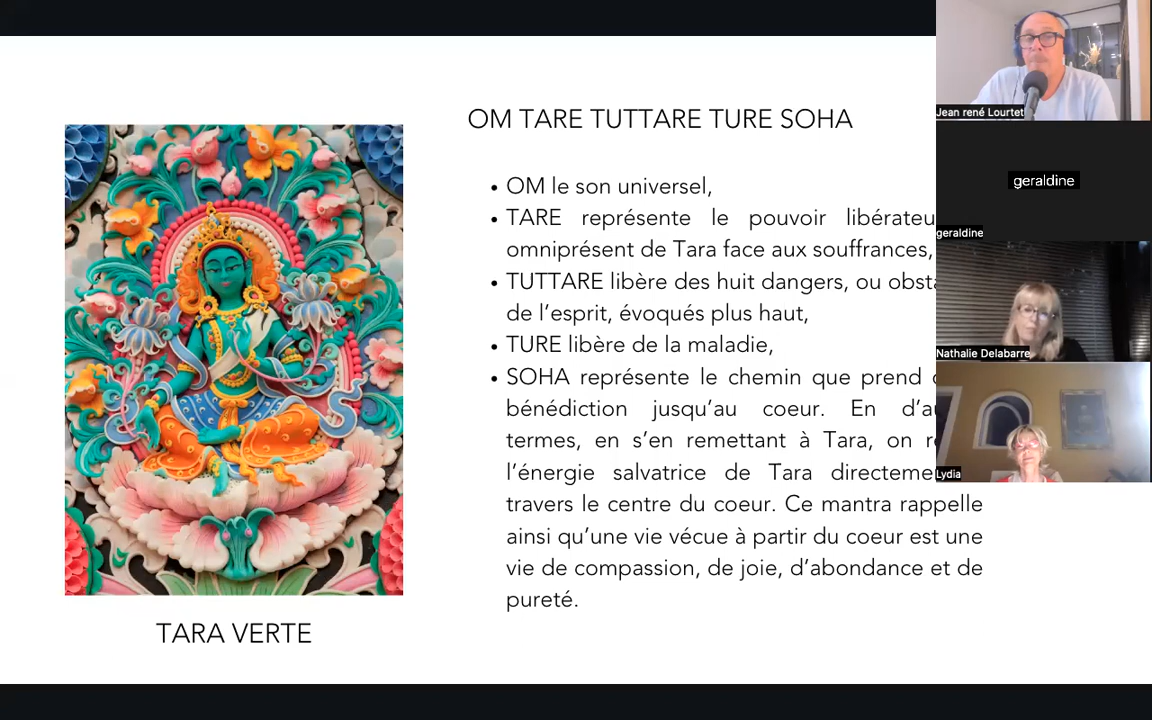 OM TARE TUTTARE TURE SOHA
• OM le son universel,
• TARE représente le pouvoir
omniprésent de Tara face aux souffrances,
• TUTTARE libère des huit dangers, ou
de l’esprit, évoqués plus haut,
• TURE libère de la maladie,
• SOHA représente le chemin que prend
bénédiction jusqu’au coeur. En
termes, en s’en remettant à Tara, on
l’énergie salvatrice de Tara
travers le centre du coeur. Ce mantra rappelle
ainsi qu’une vie vécue à partir du coeur est une
vie de compassion, de joie, d’abondance et de
pureté.
TARA VERTE
Jean rené Lourtet
geraldine
geraldine
Nathalie Delabarre
Lydia